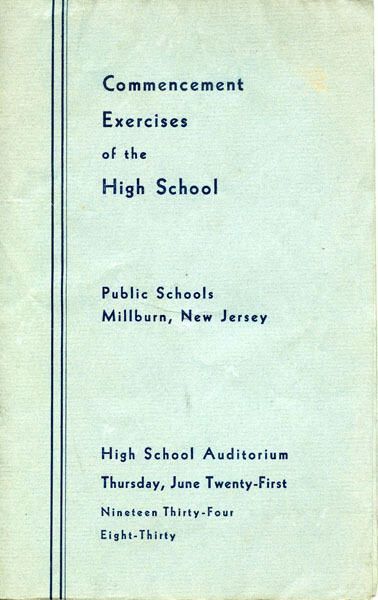 Commencement
Exercises
of the
High School
Public Schools
Millburn, New Jersey
High School Auditorium
Thursday, June Twenty-First
Nineteen Thirty-Four
Eight-Thirty